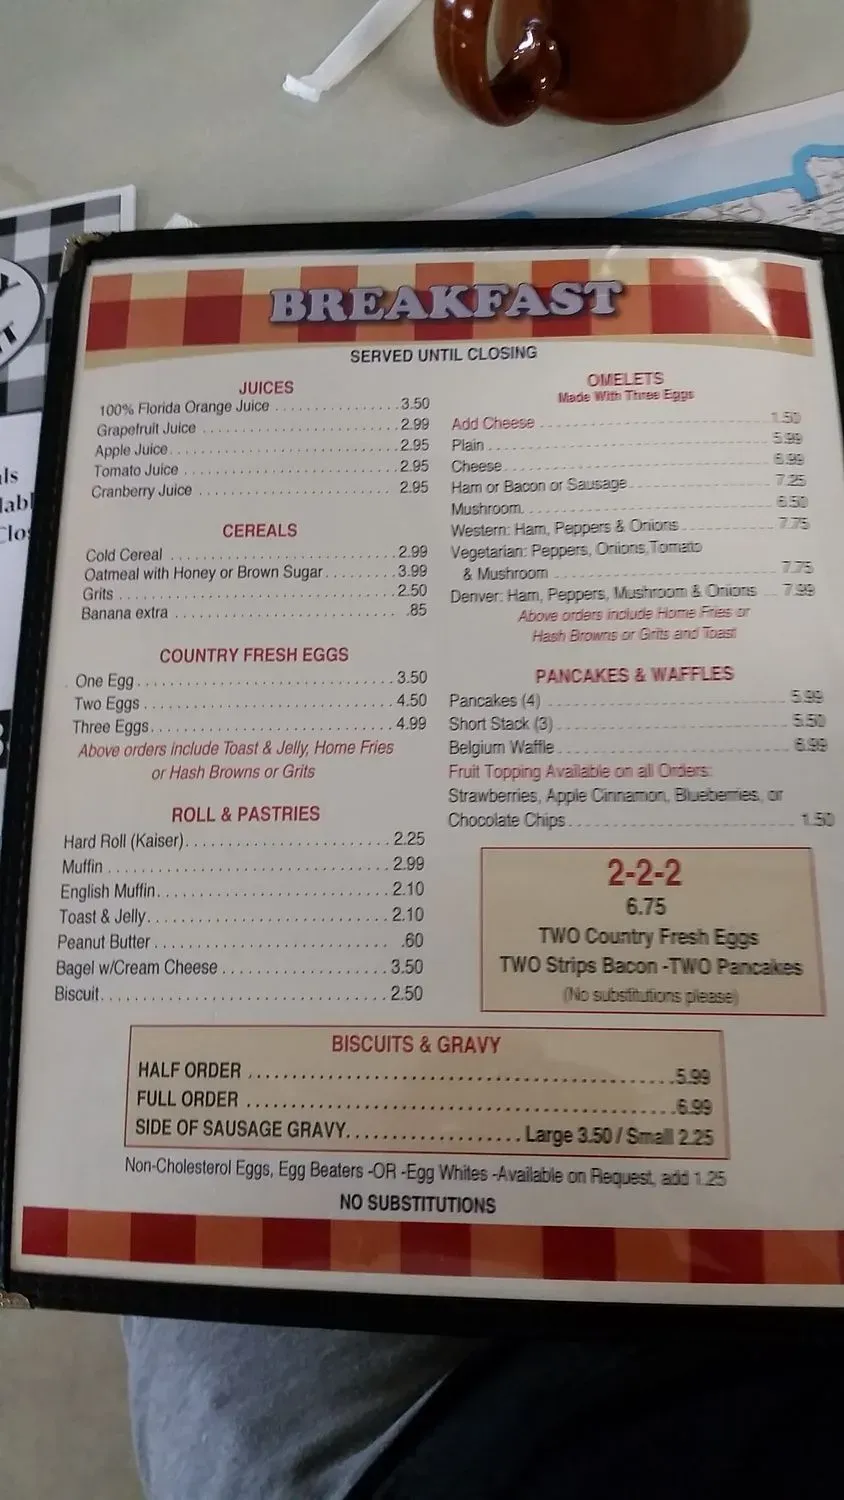 BREAKFAST
SERVED UNTIL CLOSING
JUICES
100% Florida Orange Juice ................3.50
Grapefruit Juice ........................2.99
Apple Juice.............................2.95
Tomato Juice ...........................2.95
Cranberry Juice ........................ 2.95
CEREALS
Cold Cereal ............................2.99
Oatmeal with Honey or Brown Sugar.........3.99
Grits ..................................2.50
Banana extra ............................85
COUNTRY FRESH EGGS
One Egg................................3.50
Two Eggs ..............................4.50
Three Eggs.............................4.99
Above orders include Toast & Jelly, Home Fries
or Hash Browns or Grits
ROLL & PASTRIES
Hard Roll (Kaiser)........................2.25
Muffin .................................2.99
English Muffin...........................2.10
Toast & Jelly............................2.10
Peanut Butter ........................... .60
Bagel w/Cream Cheese ...................3.50
Biscuit.................................2.50
OMELETS
Made With Three Eggs
Add Cheese ............................1.50
Plain..................................5.99
Cheese................................6.99
Ham or Bacon or Sausage.................7.25
Mushroom..............................6.50
Western: Ham, Peppers & Onions ...........7.75
Vegetarian: Peppers, Onions,Tomato
& Mushroom ...........................7.75
Denver: Ham, Peppers, Mushroom & Onions ...7.99
Above orders include Home Fries or
Hash Browns or Grits and Toast
PANCAKES & WAFFLES
Pancakes (4) ............................5.99
Short Stack (3)...........................5.50
Belgium Waffle..........................6.99
Fruit Topping Available on all Orders:
Strawberries, Apple Cinnamon, Blueberries, or
Chocolate Chips.........................1.50
2-2-2
6.75
TWO Country Fresh Eggs
TWO Strips Bacon -TWO Pancakes
(No substitutions please)
BISCUITS & GRAVY
HALF ORDER ................................................5.99
FULL ORDER ................................................6.99
SIDE OF SAUSAGE GRAVY....................Large 3.50 / Small 2.25
Non-Cholesterol Eggs, Egg Beaters -OR -Egg Whites -Available on Request, add 1.25
NO SUBSTITUTIONS